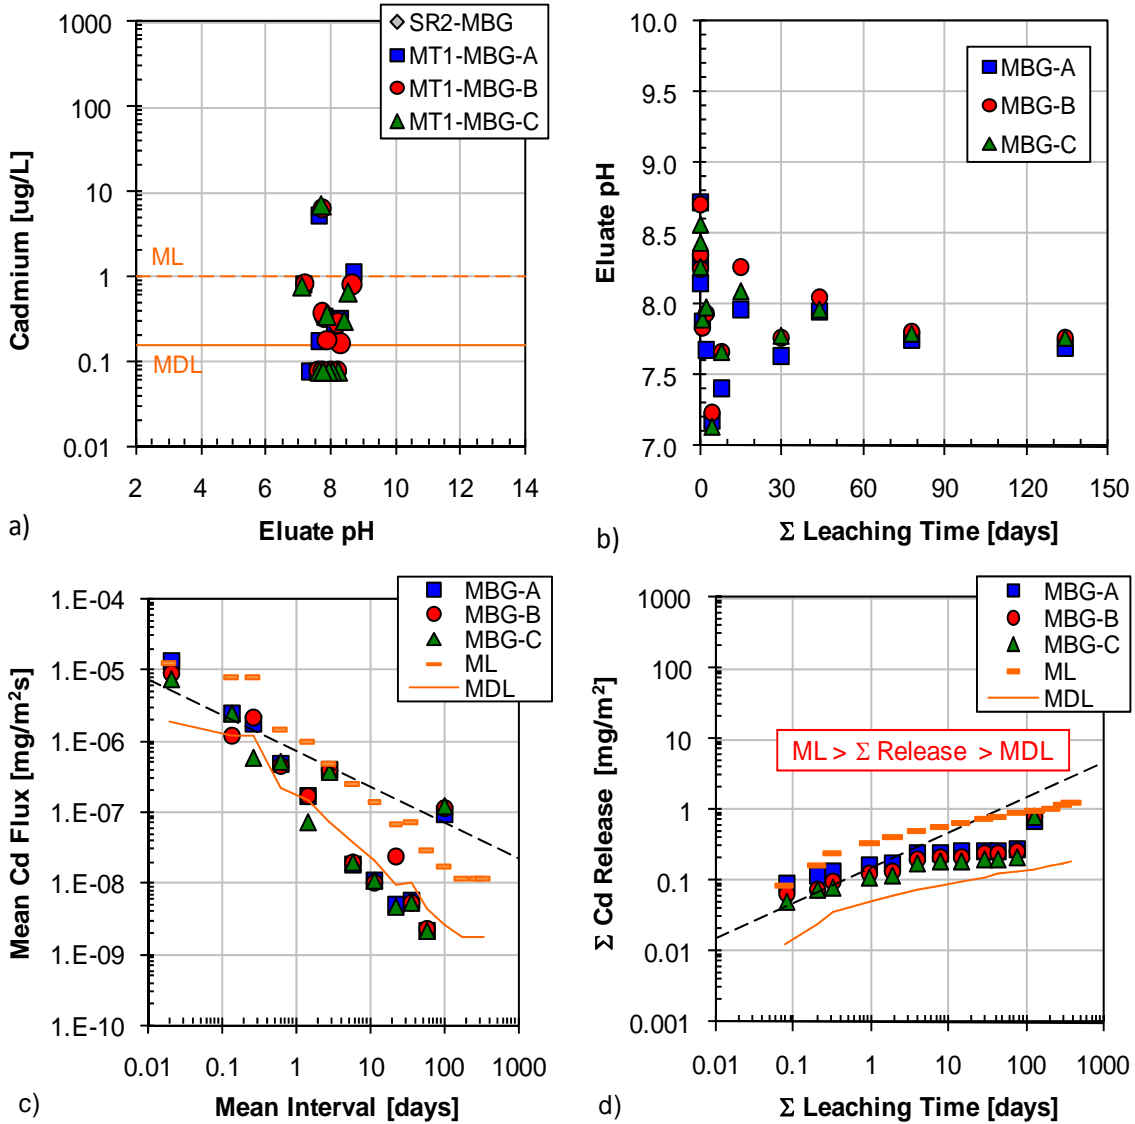 1000
100
10
1
0.1
0.01
Cadmium [ug/L]
SR2-MBG
MT1-MBG-A
MT1-MBG-B
MT1-MBG-C
ML
MDL
2 4 6 8 10 12 14
Eluate pH
a)
10.0
9.5
9.0
8.5
8.0
7.5
7.0
Eluate pH
MBG-A
MBG-B
MBG-C
0 30 60 90 120 150
Σ Leaching Time [days]
b)
1.E-04
1.E-05
1.E-06
1.E-07
1.E-08
1.E-09
1.E-10
Mean Cd Flux [mg/m²s]
MBG-A
MBG-B
MBG-C
ML
MDL
0.01 0.1 1 10 100 1000
Mean Interval [days]
c)
1000
100
10
1
0.1
0.01
0.001
Σ Cd Release [mg/m²]
MBG-A
MBG-B
MBG-C
ML
MDL
ML > Σ Release > MDL
0.01 0.1 1 10 100 1000
Σ Leaching Time [days]
d)